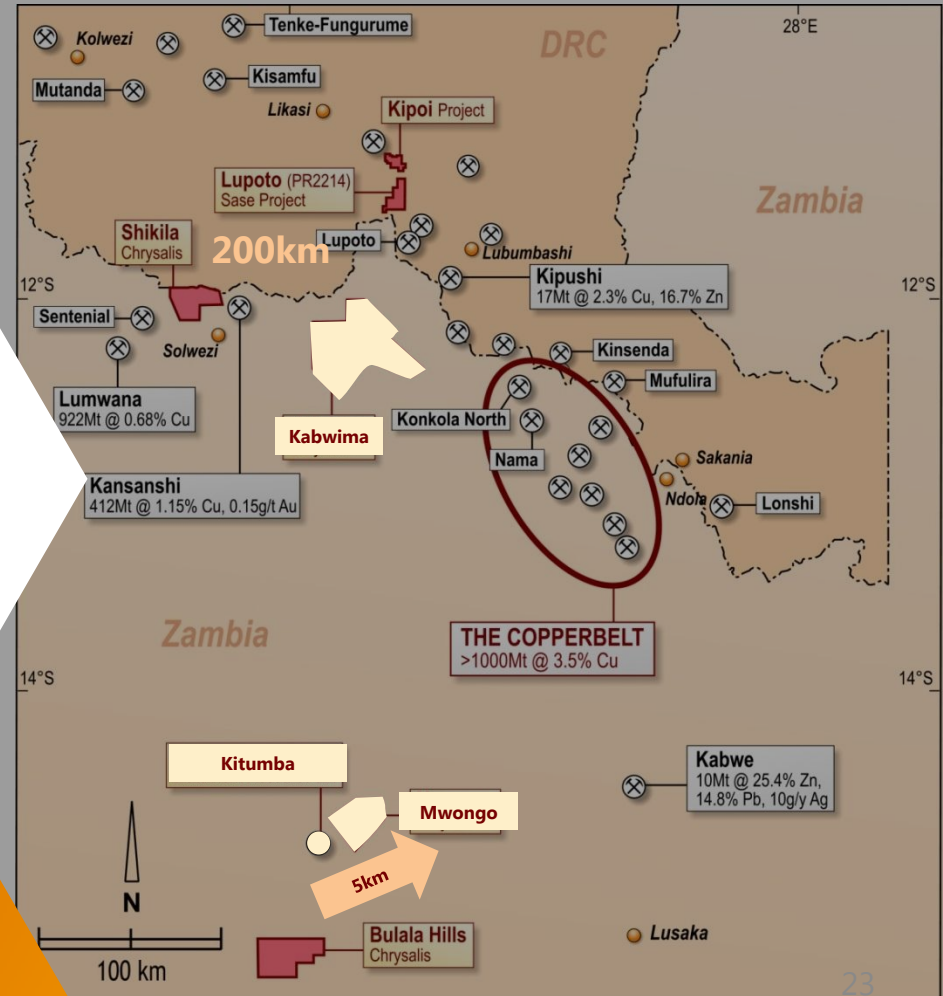 Tenke-Fungurume
DRC
28°E
Kolwezi
Kisamfu
Mutanda
Likasi
Kipoi Project
Lupoto (PR2214)
Sase Project
Zambia
Shikila
Chrysalis
200km
Lupoto
Lubumbashi
Kipushi
17Mt @ 2.3% Cu, 16.7% Zn
12°S
12°S
Sentenial
Solwezi
Kinsenda
Mufulira
Lumwana
922Mt @ 0.68% Cu
Konkola North
Kabwima
Nama
Sakania
Kansanshi
412Mt @ 1.15% Cu, 0.15g/t Au
Ndola
Lonshi
Zambia
THE COPPERBELT
>1000Mt @ 3.5% Cu
14°S
14°S
Kitumba
Kabwe
10Mt @ 25.4% Zn,
14.8% Pb, 10g/y Ag
Mwongo
5km
N
Bulala Hills
Chrysalis
Lusaka
100 km
23